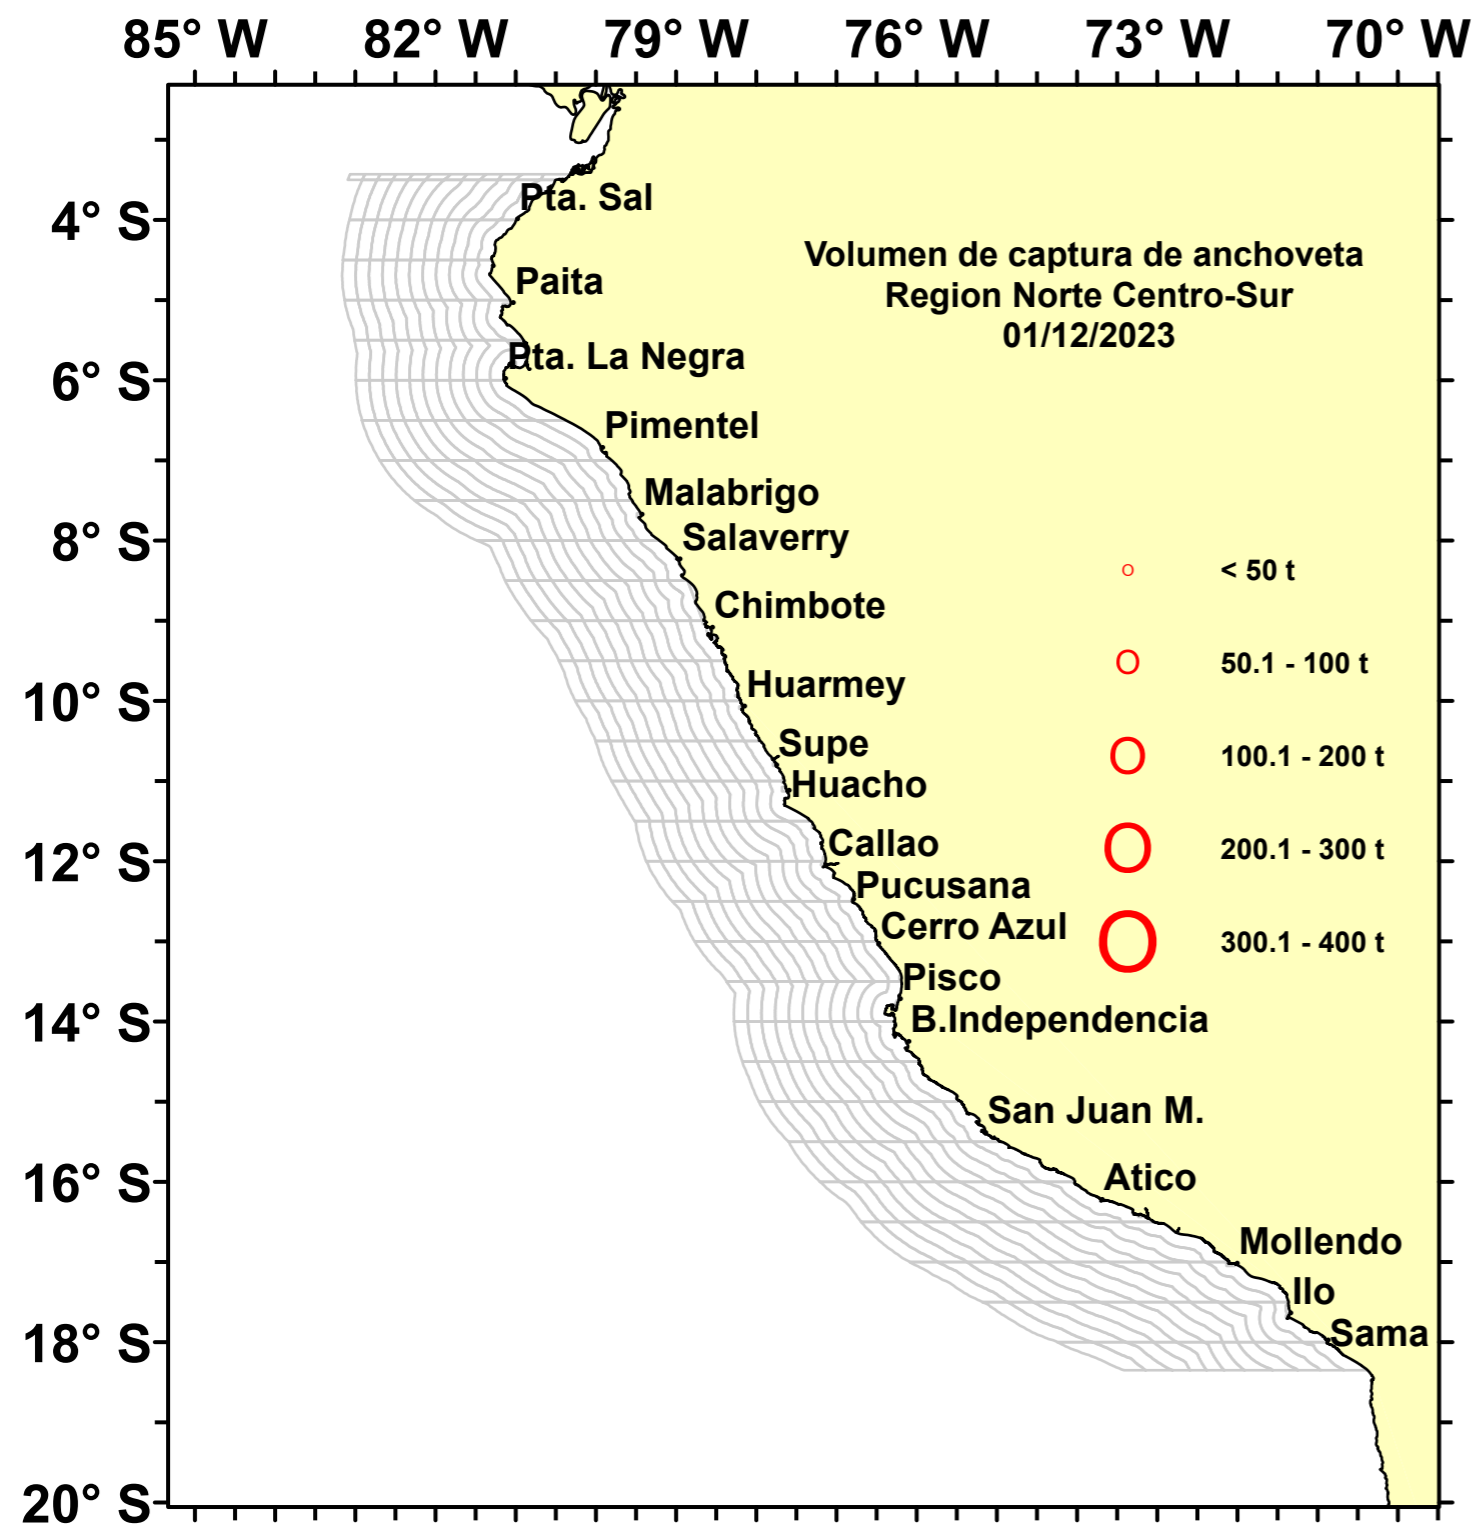 85° W 82° W 79° W 76° W 73° W 70° W
Pta. Sal
4° S
Volumen de captura de anchoveta
Region Norte Centro-Sur
01/12/2023
Paita
Pta. La Negra
6° S
Pimentel
Malabrigo
Salaverry
8° S
< 50 t
Chimbote
50.1 - 100 t
Huarmey
10° S
Supe
100.1 - 200 t
Huacho
Callao
200.1 - 300 t
12° S
Pucusana
Cerro Azul
300.1 - 400 t
Pisco
B.Independencia
14° S
San Juan M.
Atico
16° S
Mollendo
Ilo
Sama
18° S
20° S